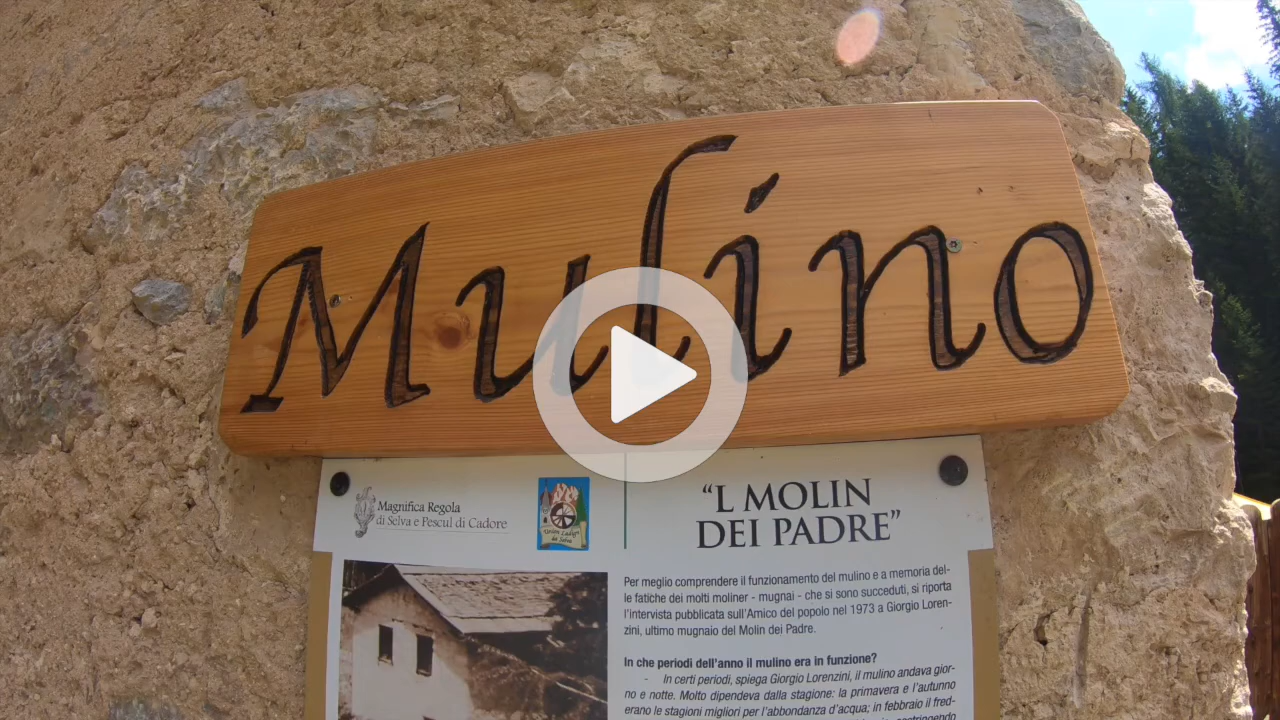 Mulino
Magnifica Regola
di Selva e Pescul di Cadore
“L MOLIN
DEI PADRE”
Per meglio comprendere il funzionamento del mulino e a memoria del-
le fatiche dei molti moliner - mugnai - che si sono succeduti, si riporta
l'intervista pubblicata sull'Amico del popolo nel 1973 a Giorgio Loren-
zini, ultimo mugnaio del Molin dei Padre.
In che periodi dell'anno il mulino era in funzione?
- In certi periodi, spiega Giorgio Lorenzini, il mulino andava gior-
no e notte. Molto dipendeva dalla stagione: la primavera e l'autunno
erano le stagioni migliori per l'abbondanza d'acqua; in febbraio il fred-